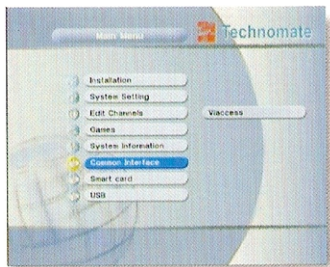 Main Menu
Technomate
Installation
System Setting
Edit Channels
Viaccess
Games
System Information
Common Interface
Smart card
USB